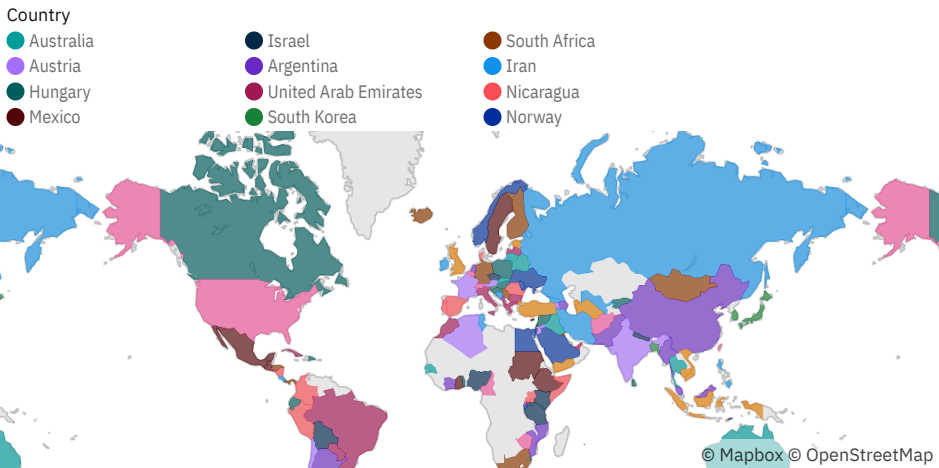 Country
Australia
Austria
Hungary
Mexico
Israel
Argentina
United Arab Emirates
South Korea
South Africa
Iran
Nicaragua
Norway
© Mapbox © OpenStreetMap